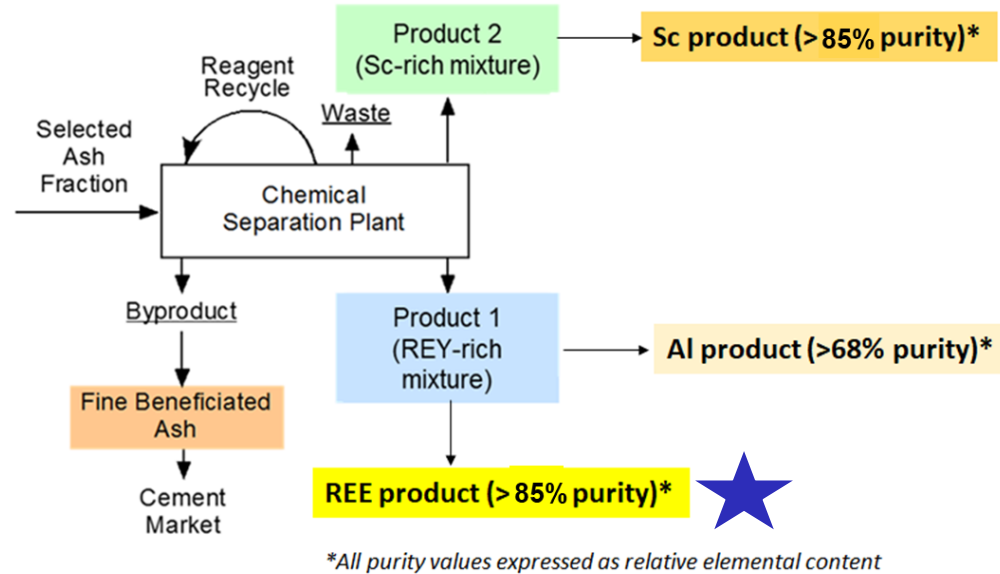 Product 2
(Sc-rich mixture)
Sc product (> 85% purity)*
Reagent
Recycle
Waste
Selected
Ash
Fraction
Chemical
Separation Plant
Byproduct
Product 1
(REY-rich
mixture)
Al product (>68% purity)*
Fine Beneficiated
Ash
REE product (> 85% purity)*
Cement
Market
*All purity values expressed as relative elemental content